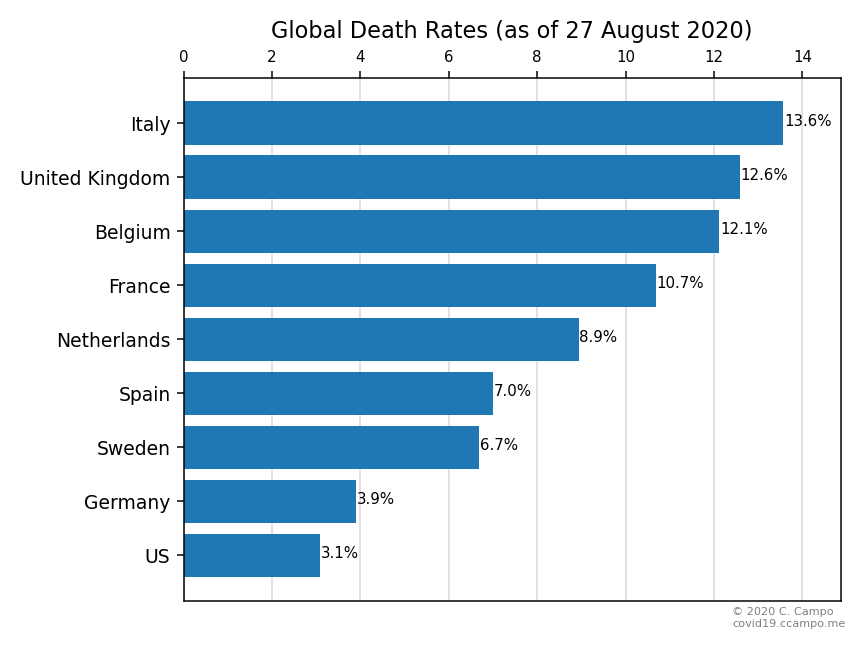 Global Death Rates (as of 27 August 2020)
0 2 4 6 8 10 12 14
Italy 13.6%
United Kingdom 12.6%
Belgium 12.1%
France 10.7%
Netherlands 8.9%
Spain 7.0%
Sweden 6.7%
Germany 3.9%
US 3.1%
© 2020 C. Campo
covid19.ccampo.me